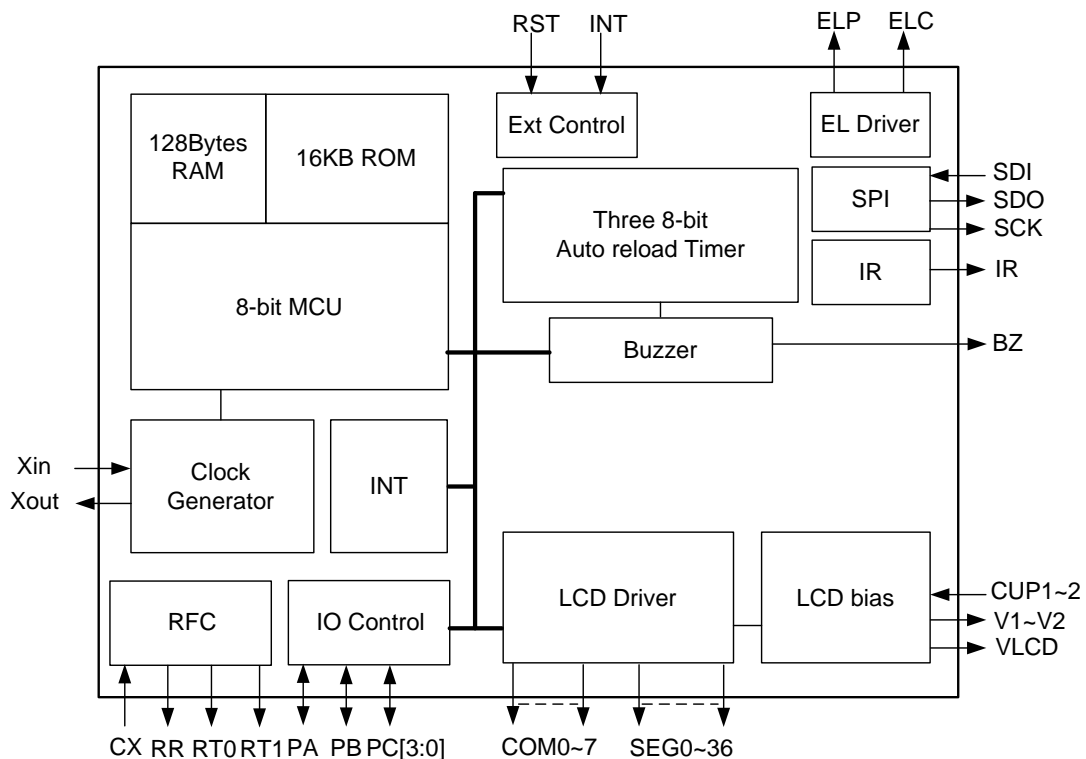 RST
INT
ELP
ELC
128Bytes
RAM
16KB ROM
Ext Control
EL Driver
SDI
SPI
SDO
SCK
Three 8-bit
Auto reload Timer
IR
IR
8-bit MCU
Buzzer
BZ
Xin
Xout
Clock
Generator
INT
RFC
IO Control
LCD Driver
LCD bias
CUP1~2
V1~V2
VLCD
CX
RR
RT0
RT1
PA
PB
PC[3:0]
COM0~7
SEG0~36